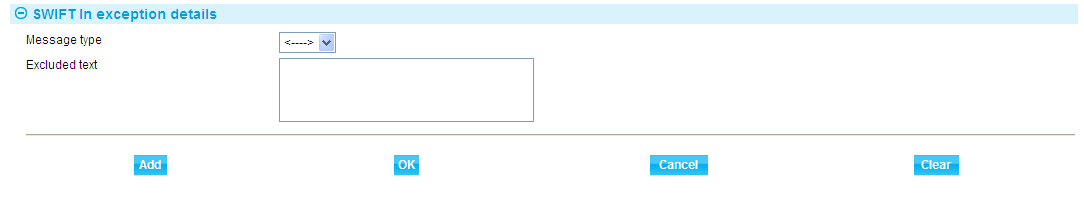 SWIFT In exception details
Message type <---->
Excluded text
Add OK Cancel Clear